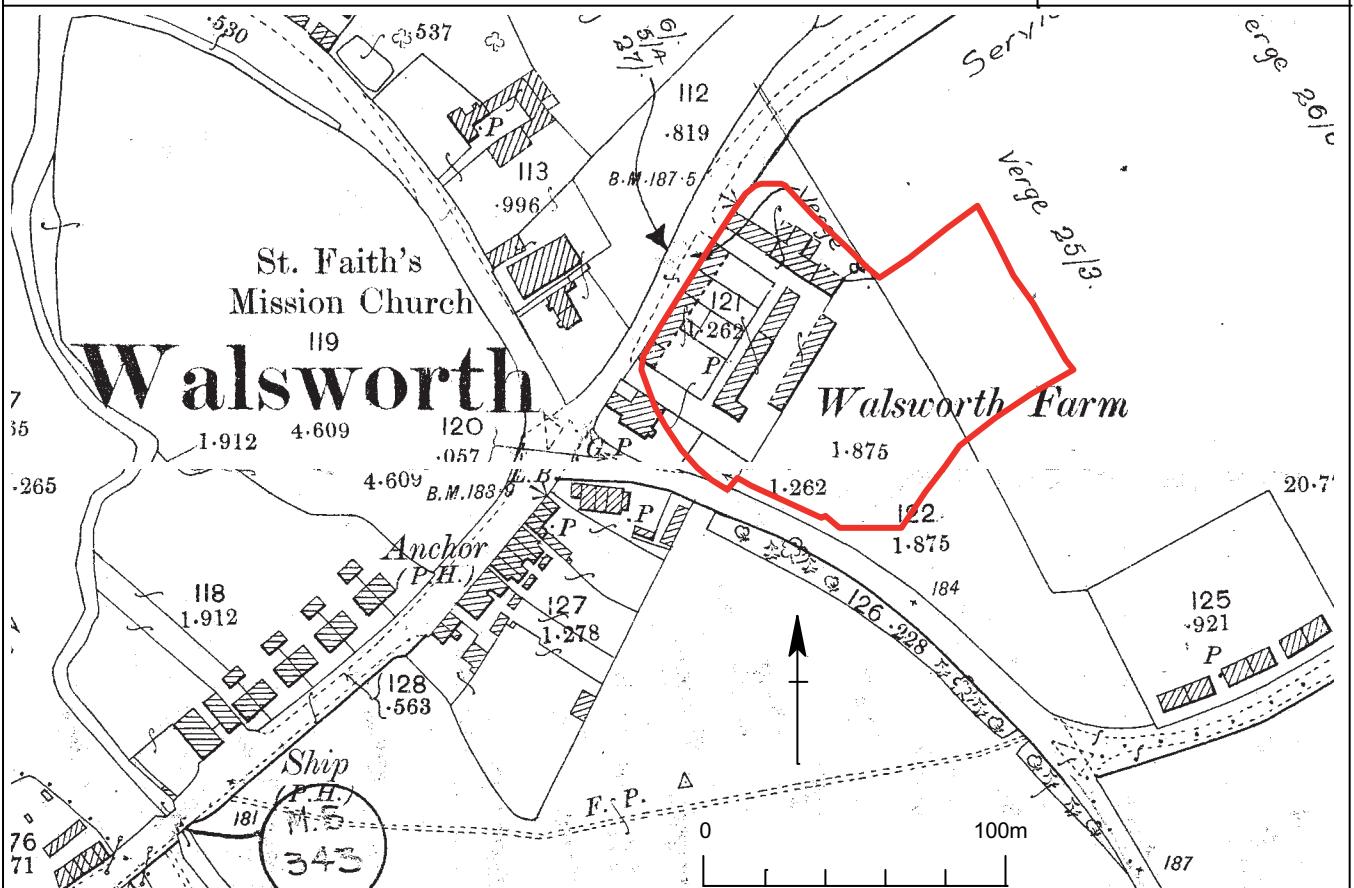 ·530
537
6/.
5/A
27/.
112
·819
Serv
erge 26/
Verge 25/3.
Verge
·P
113
·996
B.M.187·5
St. Faith's
Mission Church
119
Walsworth
121
1·262
P
Walsworth Farm
1·912
4·609
120
·057
G.P
1·875
7
35
·265
4·609
B.M.183·9
L.B
1·262
122
1·875
20·7
·P
·P
Anchor
(P.H.)
118
1·912
127
1·278
184
126 ·228
125
·921
P
128
·563
Ship
(P.H.)
181
M.S
343
F. P.
76
71
0
100m
187